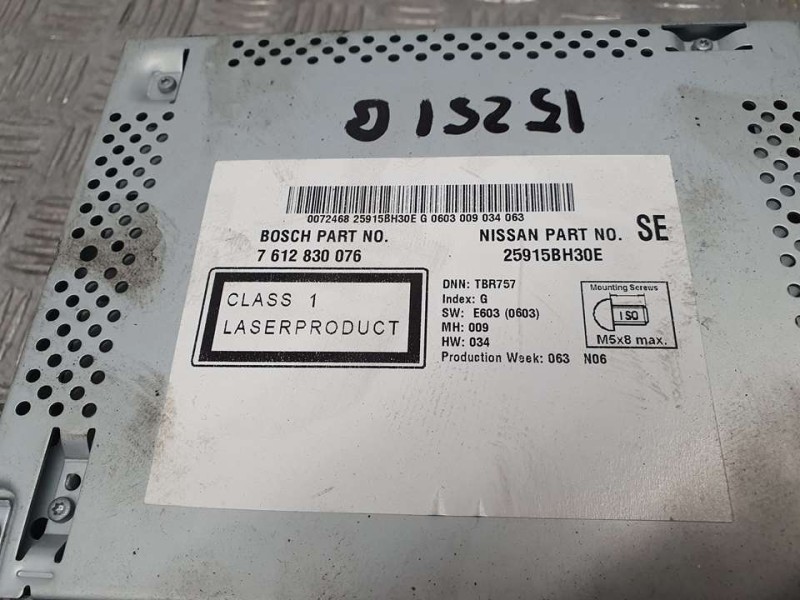 15251 G
0072468 25915BH30E G 0603 009 034 063
BOSCH PART NO.
7 612 830 076
NISSAN PART NO.
25915BH30E
SE
CLASS 1
LASERPRODUCT
DNN: TBR757
Index: G
SW: E603 (0603)
MH: 009
HW: 034
Production Week: 063 N06
Mounting Screws
ISO
M5x8 max.